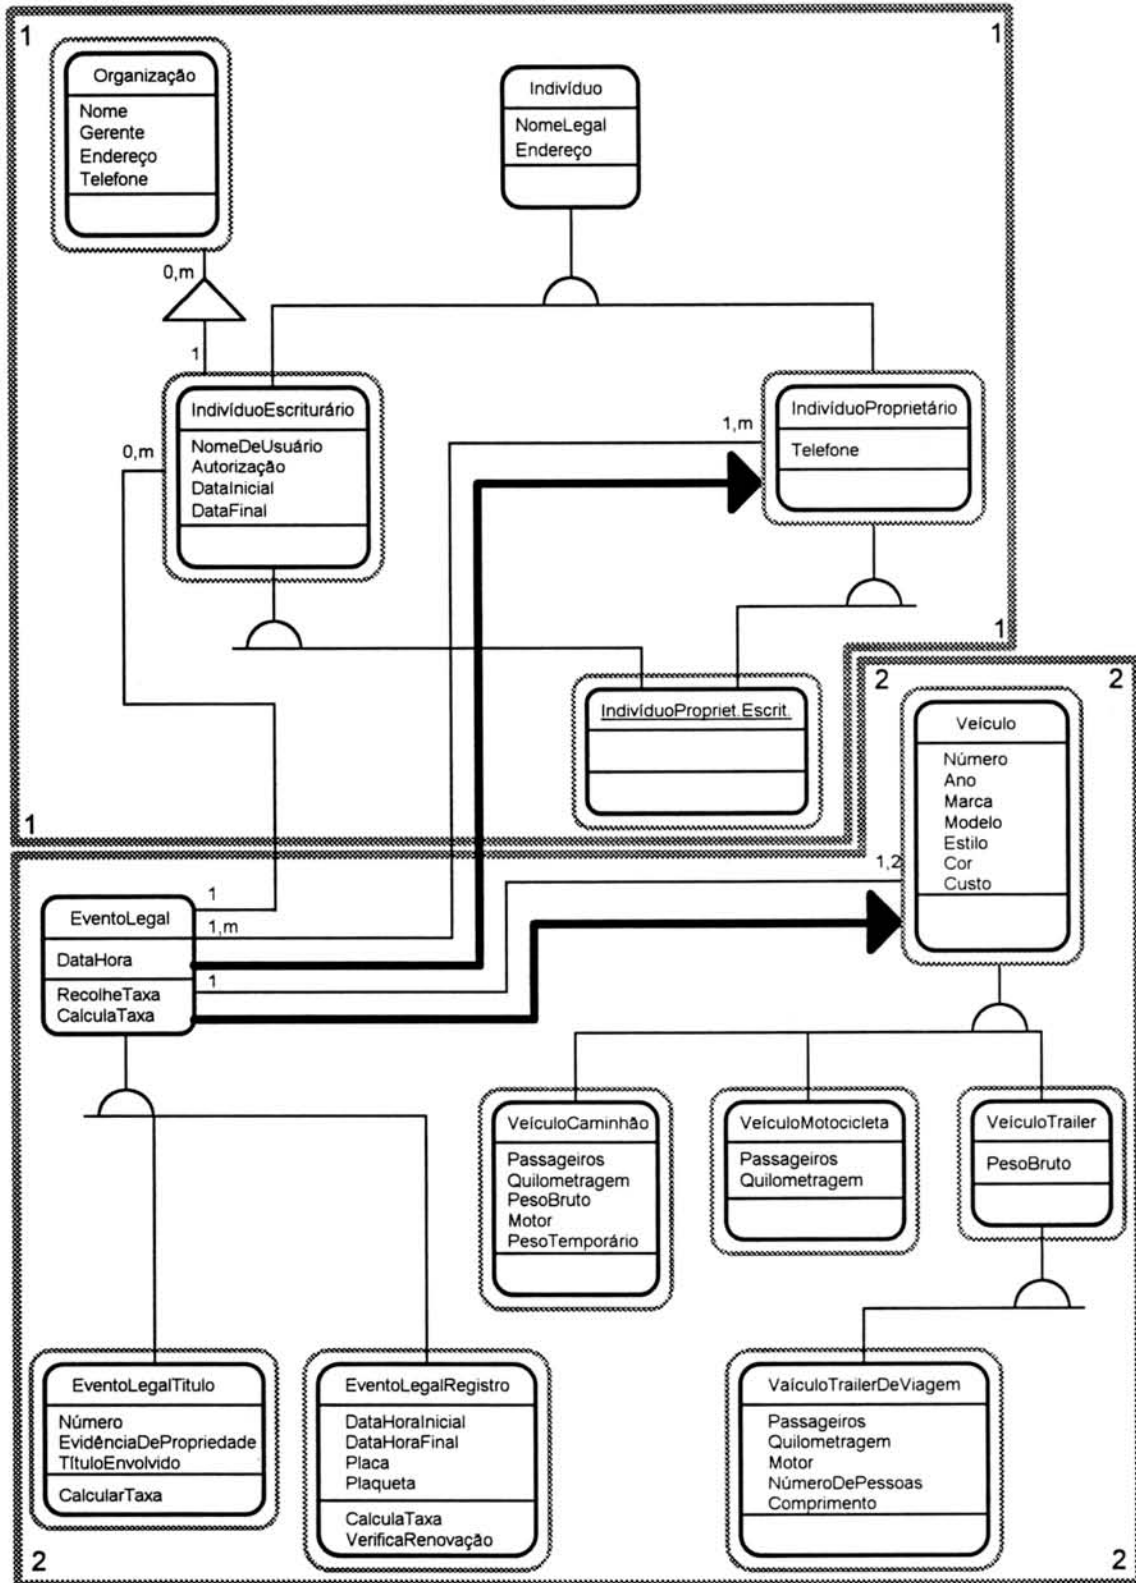 1
1
Organização
Nome
Gerente
Endereço
Telefone
Indivíduo
NomeLegal
Endereço
0,m
1
IndivíduoEscriturário
NomeDeUsuário
Autorização
DataInicial
DataFinal
0,m
1,m
IndivíduoProprietário
Telefone
1
IndivíduoPropriet.Escrit.
1
2
2
Veículo
Número
Ano
Marca
Modelo
Estilo
Cor
Custo
1,2
EventoLegal
DataHora
RecolheTaxa
CalculaTaxa
1
1,m
1
VeículoCaminhão
Passageiros
Quilometragem
PesoBruto
Motor
PesoTemporário
VeículoMotocicleta
Passageiros
Quilometragem
VeículoTrailer
PesoBruto
EventoLegalTitulo
Número
EvidênciaDePropriedade
TítuloEnvolvido
CalcularTaxa
EventoLegalRegistro
DataHoraInicial
DataHoraFinal
Placa
Plaqueta
CalculaTaxa
VerificaRenovação
VaículoTrailerDeViagem
Passageiros
Quilometragem
Motor
NúmeroDePessoas
Comprimento
2
2